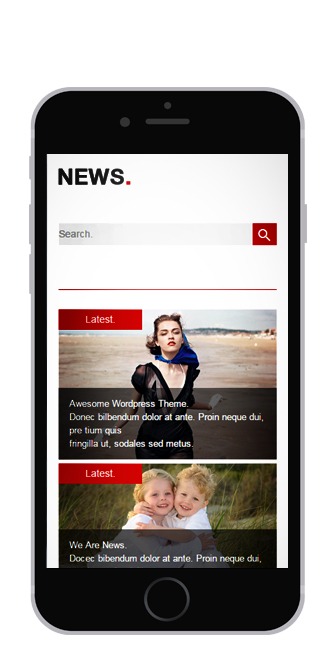 NEWS.
Search.
Latest.
Awesome Wordpress Theme.
Donec bilbendum dolor at ante. Proin neque dui,
pre tium quis
fringilla ut, sodales sed metus.
Latest.
We Are News.
Docec bilbendum dolor at ante. Proin neque dui,